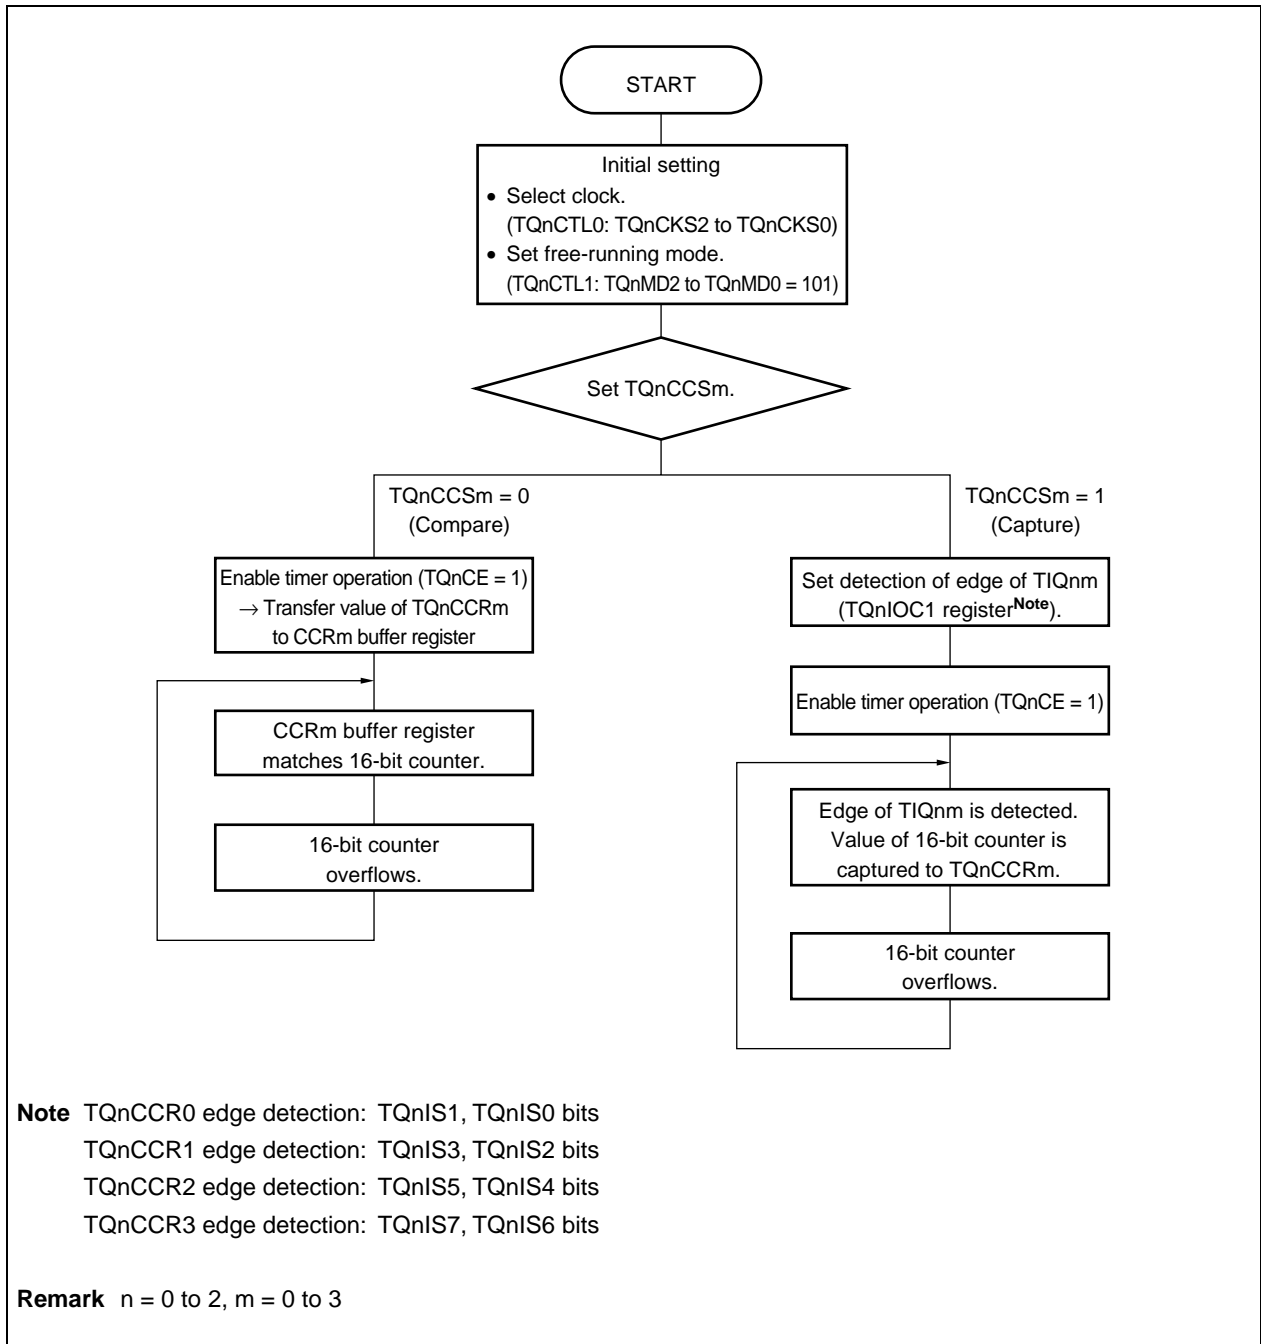 START
Initial setting
• Select clock.
(TQnCTL0: TQnCKS2 to TQnCKS0)
• Set free-running mode.
(TQnCTL1: TQnMD2 to TQnMD0 = 101)
Set TQnCCSm.
TQnCCSm = 0
(Compare)
Enable timer operation (TQnCE = 1)
→ Transfer value of TQnCCRm
to CCRm buffer register
CCRm buffer register
matches 16-bit counter.
16-bit counter
overflows.
TQnCCSm = 1
(Capture)
Set detection of edge of TIQnm
(TQnIOC1 registerNote).
Enable timer operation (TQnCE = 1)
Edge of TIQnm is detected.
Value of 16-bit counter is
captured to TQnCCRm.
16-bit counter
overflows.
Note TQnCCR0 edge detection: TQnIS1, TQnIS0 bits
TQnCCR1 edge detection: TQnIS3, TQnIS2 bits
TQnCCR2 edge detection: TQnIS5, TQnIS4 bits
TQnCCR3 edge detection: TQnIS7, TQnIS6 bits
Remark n = 0 to 2, m = 0 to 3